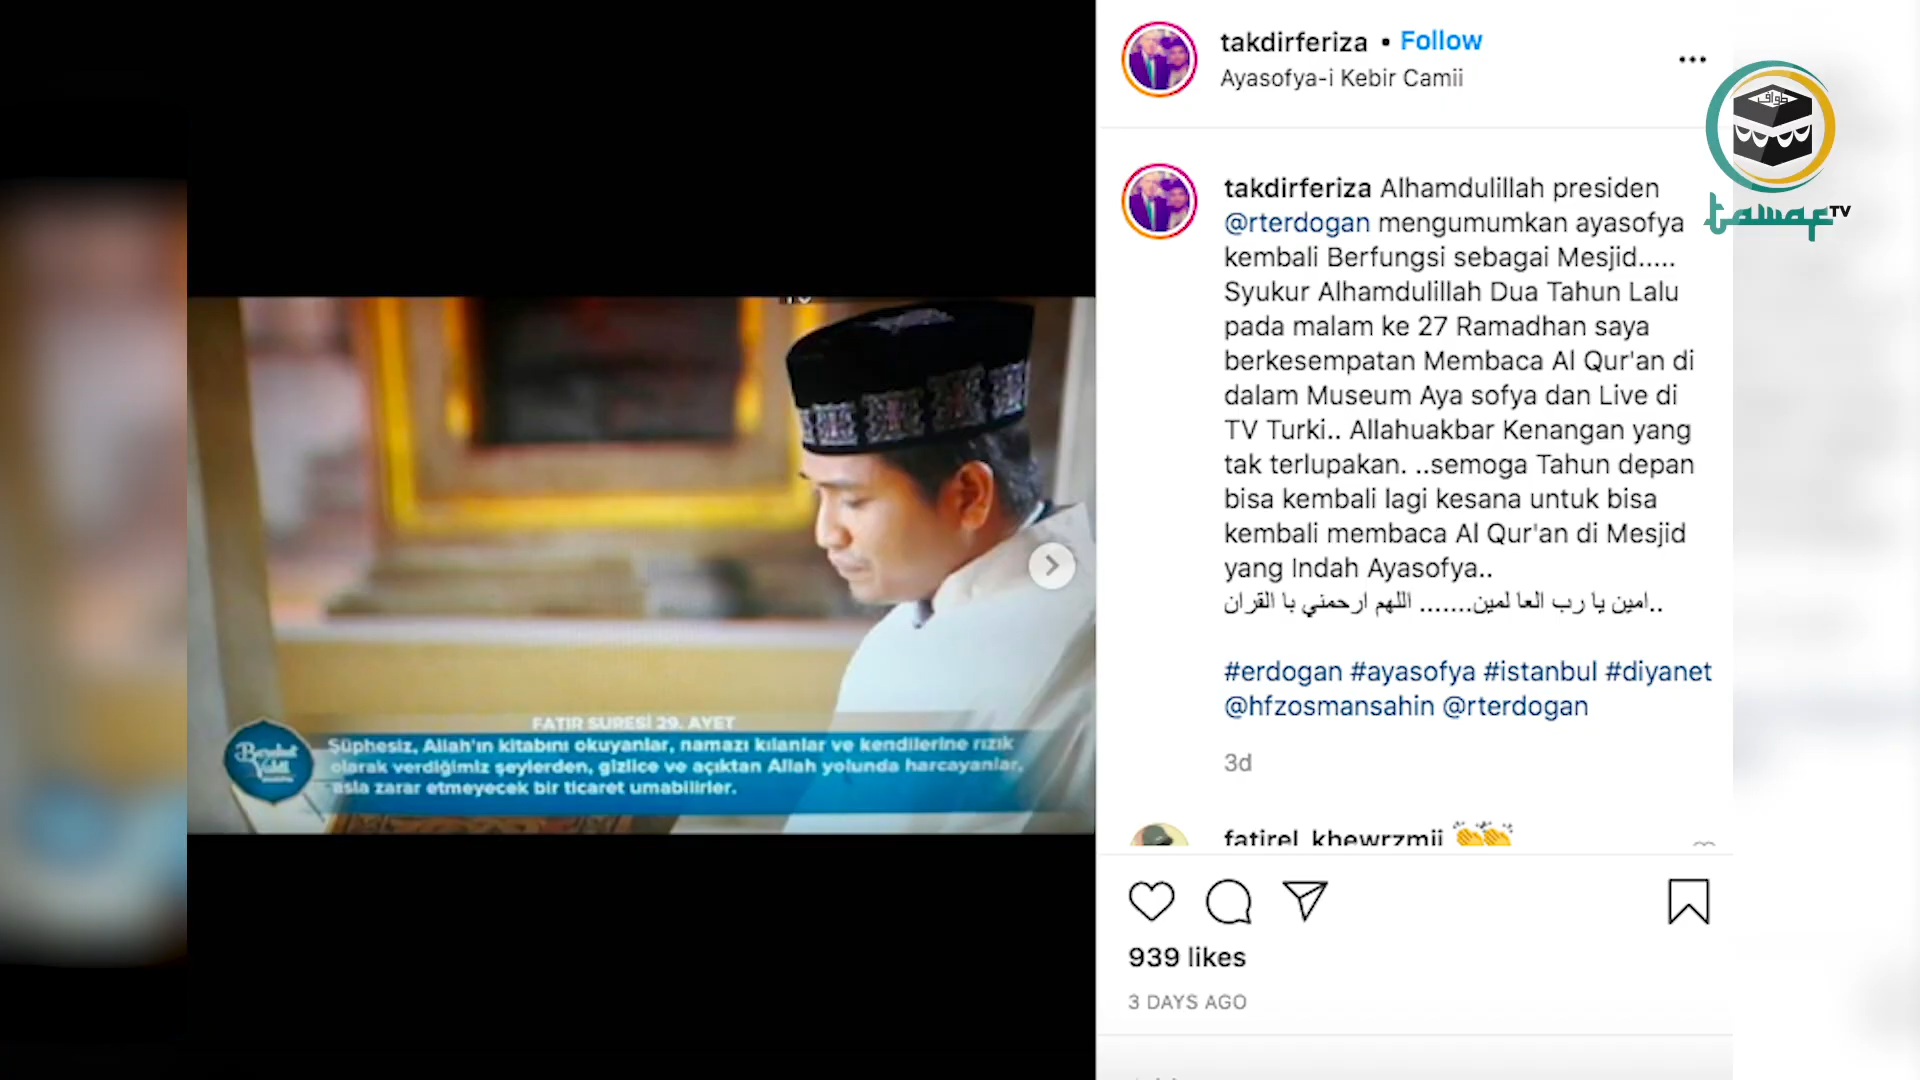 takdirferiza • Follow
Ayasofya-i Kebir Camii
طواف
tawaf TV
takdirferiza Alhamdulillah presiden
@rterdogan mengumumkan ayasofya
kembali Berfungsi sebagai Mesjid.....
Syukur Alhamdulillah Dua Tahun Lalu
pada malam ke 27 Ramadhan saya
berkesempatan Membaca Al Qur'an di
dalam Museum Aya sofya dan Live di
TV Turki.. Allahuakbar Kenangan yang
tak terlupakan. ..semoga Tahun depan
bisa kembali lagi kesana untuk bisa
kembali membaca Al Qur'an di Mesjid
yang Indah Ayasofya..
امين يا رب العا لمين....... اللهم ارحمني با القران..
#erdogan #ayasofya #istanbul #diyanet
@hfzosmansahin @rterdogan
3d
fatirel_khewrzmii 👏👏
939 likes
3 DAYS AGO
FATIR SURESİ 29. AYET
Bereket
Vakti
Şüphesiz, Allah'ın kitabını okuyanlar, namazı kılanlar ve kendilerine rızık
olarak verdiğimiz şeylerden, gizlice ve açıktan Allah yolunda harcayanlar,
asla zarar etmeyecek bir ticaret umabilirler.